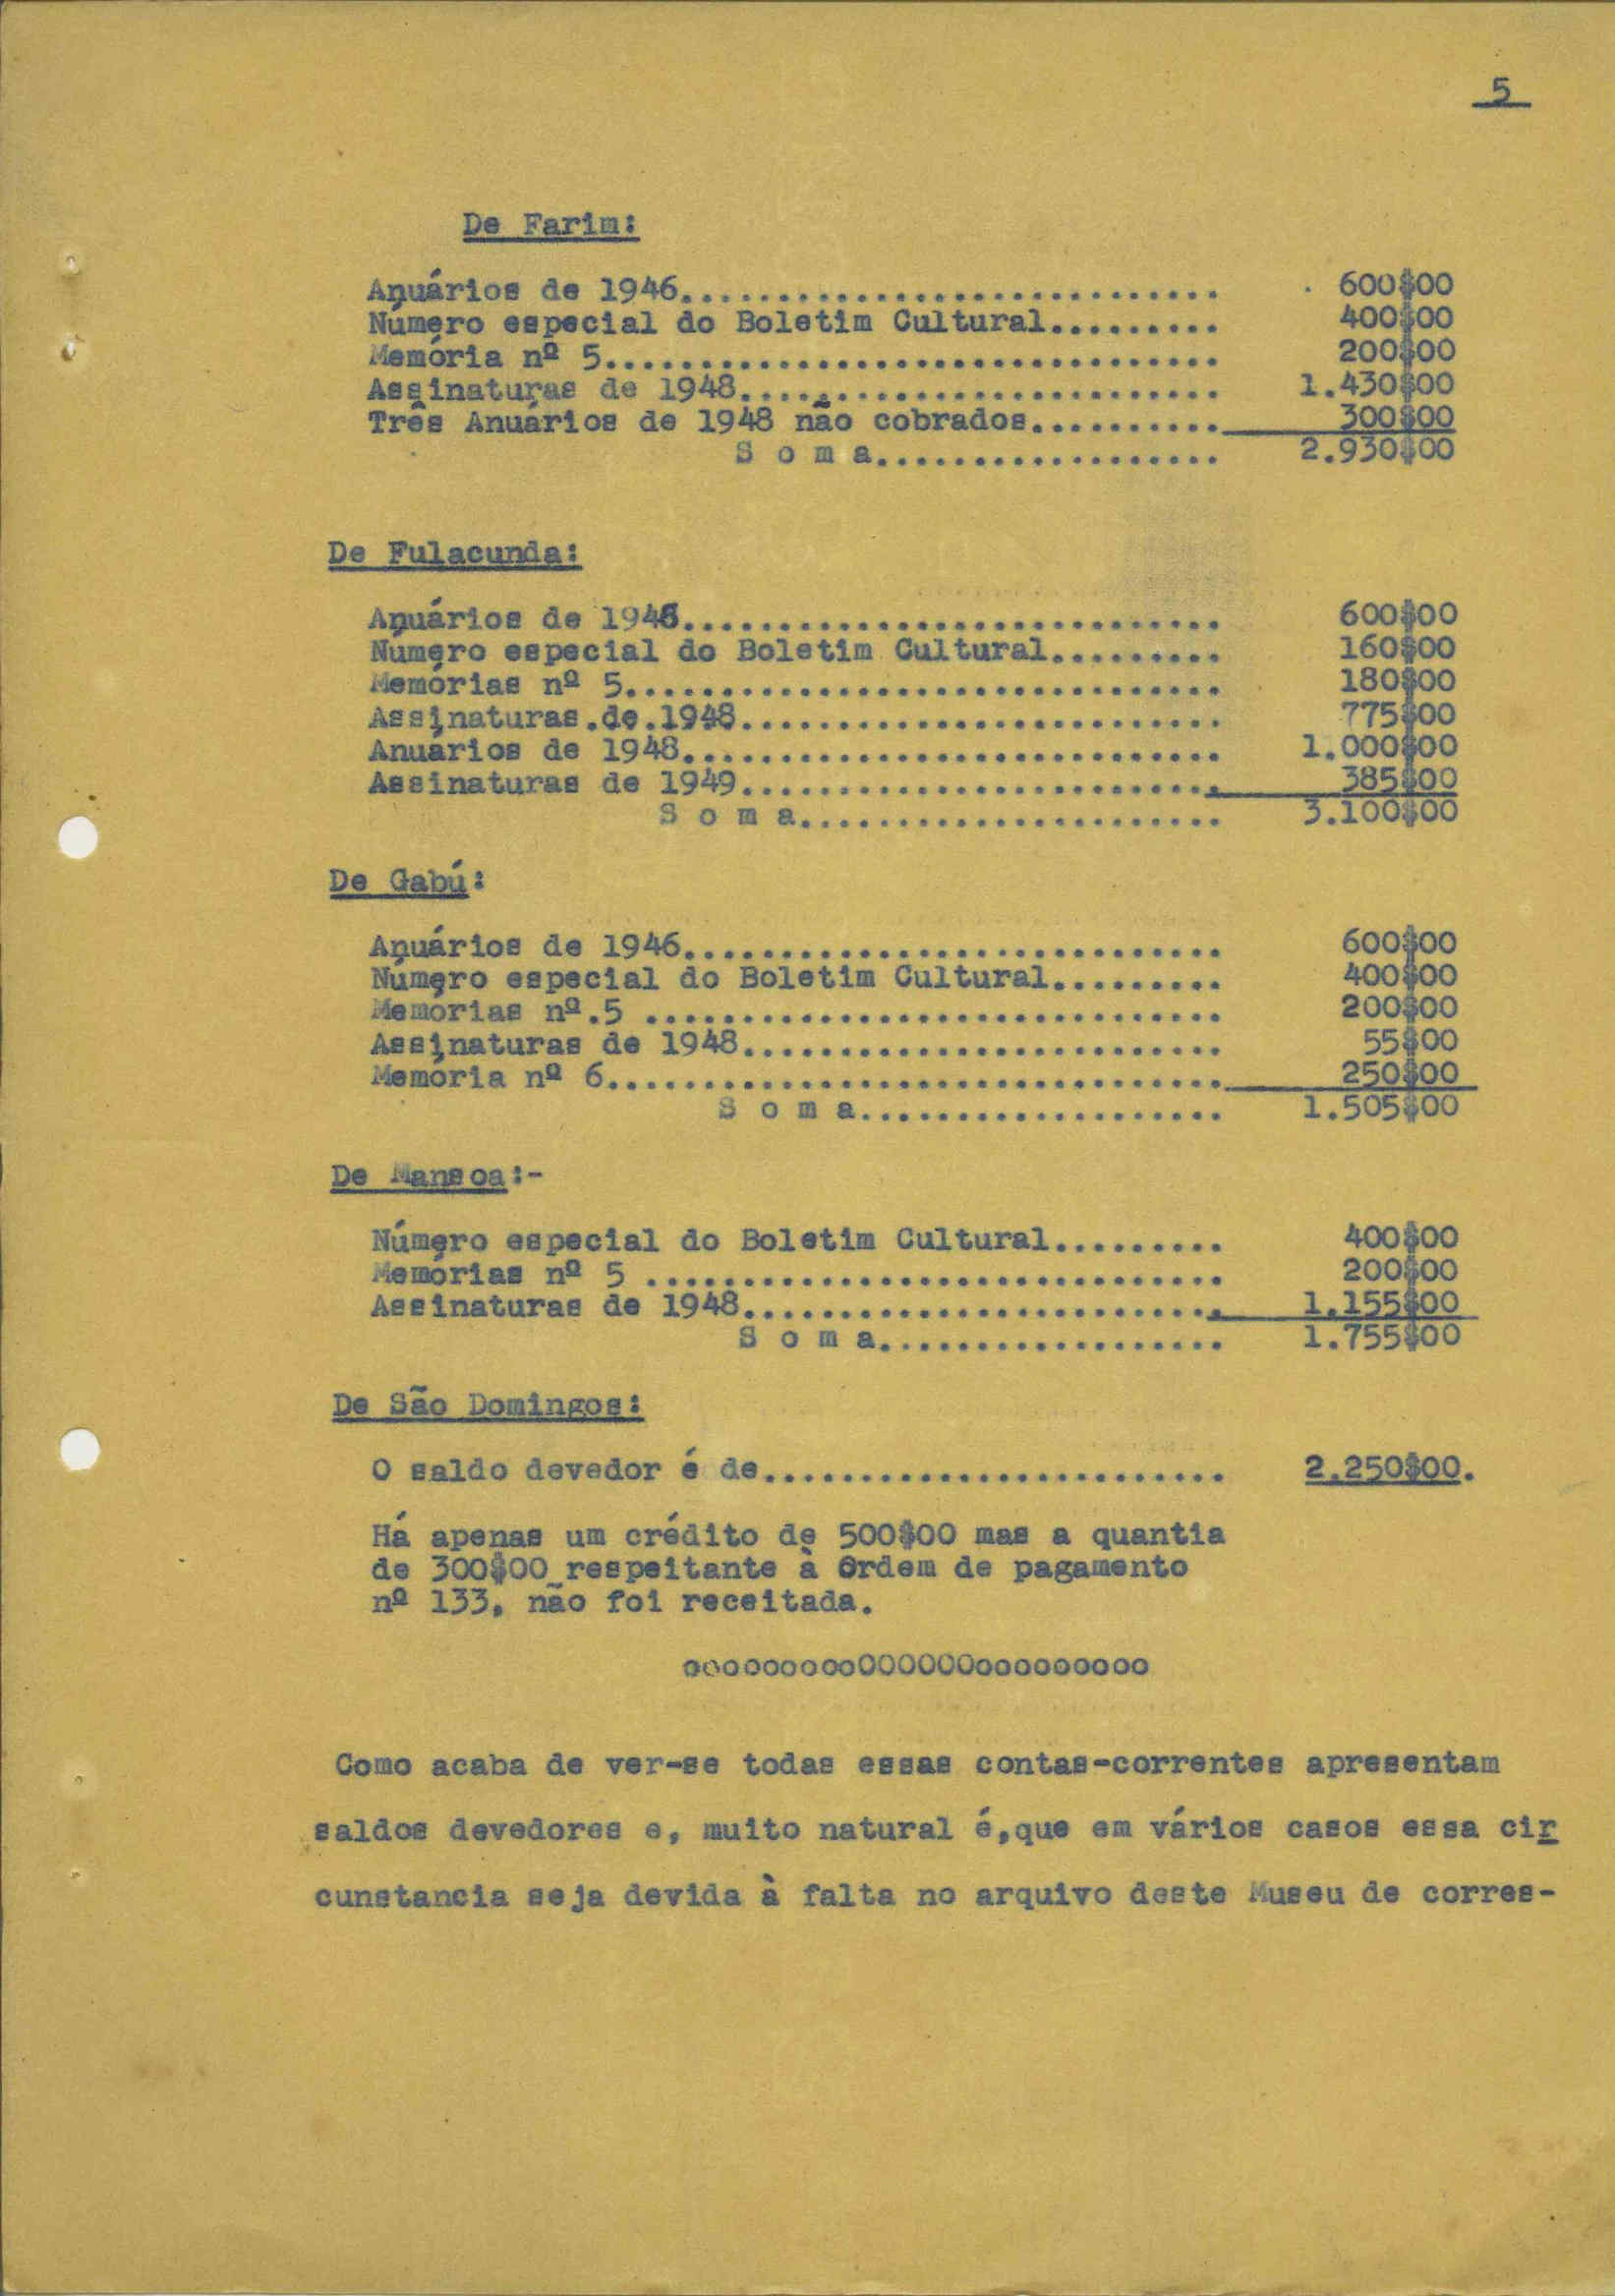 5
De Farim:
Anuários de 1946............................ 600$00
Número especial do Boletim Cultural......... 400$00
Memória nº 5................................ 200$00
Assinaturas de 1948......................... 1.430$00
Três Anuários de 1948 não cobrados.......... 300$00
S o m a.................. 2.930$00
De Fulacunda:
Anuários de 1946............................ 600$00
Número especial do Boletim Cultural......... 160$00
Memórias nº 5............................... 180$00
Assinaturas.de.1948......................... 775$00
Anuários de 1948............................ 1.000$00
Assinaturas de 1949......................... 385$00
S o m a...................... 3.100$00
De Gabú:
Anuários de 1946............................ 600$00
Número especial do Boletim Cultural......... 400$00
Memórias nº.5 .............................. 200$00
Assinaturas de 1948......................... 55$00
Memória nº 6................................ 250$00
S o m a................... 1.505$00
De Mansoa:-
Número especial do Boletim Cultural......... 400$00
Memórias nº 5 .............................. 200$00
Assinaturas de 1948......................... 1.155$00
S o m a.................. 1.755$00
De São Domingos:
O saldo devedor é de........................ 2.250$00.
Há apenas um crédito de 500$00 mas a quantia
de 300$00 respeitante à Ordem de pagamento
nº 133, não foi receitada.
oooooooooOOOOOOooooooooo
Como acaba de ver-se todas essas contas-correntes apresentam
saldos devedores e, muito natural é,que em vários casos essa cir
cunstancia seja devida à falta no arquivo deste Museu de corres-